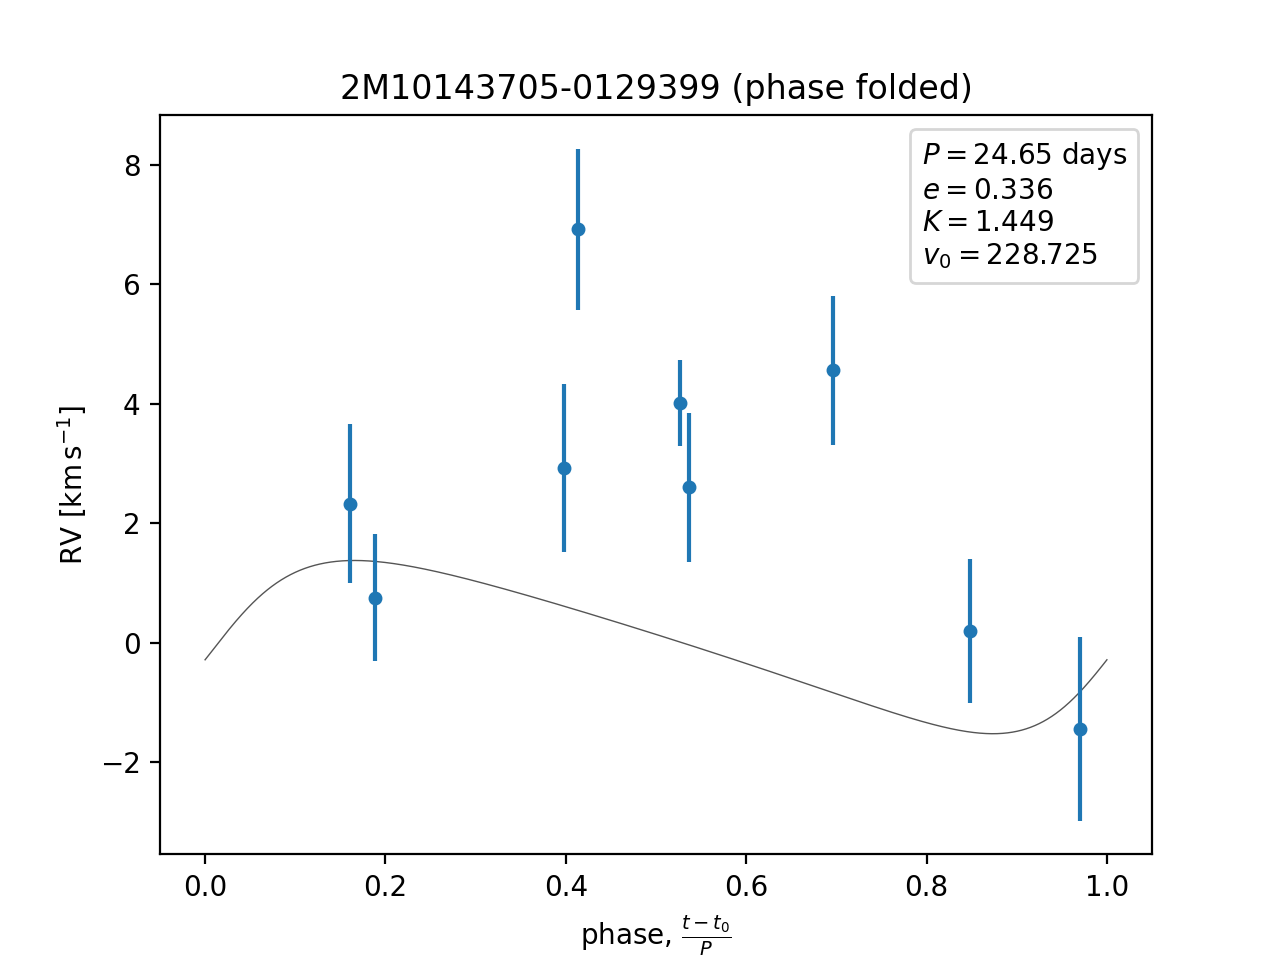 2M10143705-0129399 (phase folded)
P = 24.65 days
e = 0.336
K = 1.449
v₀ = 228.725
RV [km s⁻¹]
8
6
4
2
0
−2
0.0 0.2 0.4 0.6 0.8 1.0
phase, (t − t₀)/P